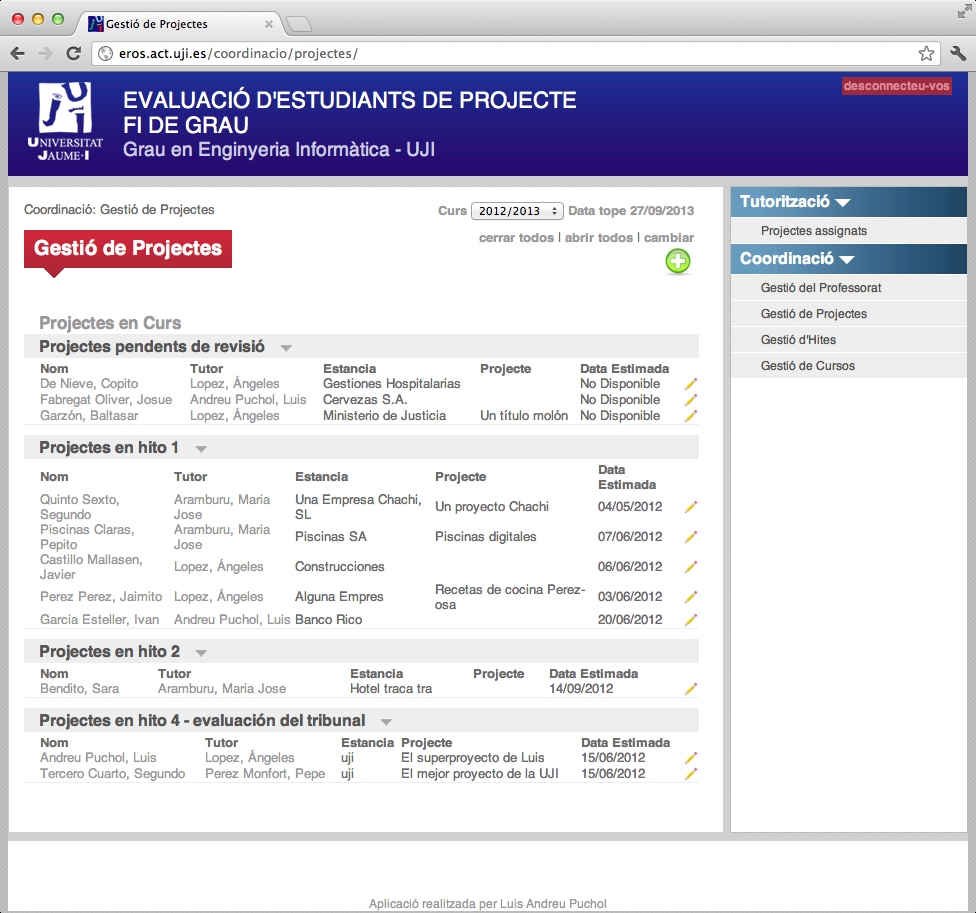 Gestió de Projectes
eros.act.uji.es/coordinacio/projectes/
desconnecteu-vos
UNIVERSITAT
JAUME·I
EVALUACIÓ D'ESTUDIANTS DE PROJECTE
FI DE GRAU
Grau en Enginyeria Informàtica - UJI
Coordinació: Gestió de Projectes
Curs 2012/2013 Data tope 27/09/2013
cerrar todos | abrir todos | cambiar
Gestió de Projectes
Projectes en Curs
Projectes pendents de revisió
Nom Tutor Estancia Projecte Data Estimada
De Nieve, Copito Lopez, Ángeles Gestiones Hospitalarias No Disponible
Fabregat Oliver, Josue Andreu Puchol, Luis Cervezas S.A. No Disponible
Garzón, Baltasar Lopez, Ángeles Ministerio de Justicia Un título molón No Disponible
Projectes en hito 1
Nom Tutor Estancia Projecte Data
Estimada
Quinto Sexto,
Segundo
Aramburu, Maria
Jose
Una Empresa Chachi,
SL
Un proyecto Chachi 04/05/2012
Piscinas Claras,
Pepito
Aramburu, Maria
Jose
Piscinas SA Piscinas digitales 07/06/2012
Castillo Mallasen,
Javier
Lopez, Ángeles Construcciones 06/06/2012
Perez Perez, Jaimito Lopez, Ángeles Alguna Empres
Recetas de cocina Perez-
osa
03/06/2012
Garcia Esteller, Ivan Andreu Puchol, Luis Banco Rico 20/06/2012
Projectes en hito 2
Nom Tutor Estancia Projecte Data Estimada
Bendito, Sara Aramburu, Maria Jose Hotel traca tra 14/09/2012
Projectes en hito 4 - evaluación del tribunal
Nom Tutor Estancia Projecte Data Estimada
Andreu Puchol, Luis Lopez, Ángeles uji El superproyecto de Luis 15/06/2012
Tercero Cuarto, Segundo Perez Monfort, Pepe uji El mejor proyecto de la UJI 15/06/2012
Tutorització
Projectes assignats
Coordinació
Gestió del Professorat
Gestió de Projectes
Gestió d'Hites
Gestió de Cursos
Aplicació realitzada per Luis Andreu Puchol